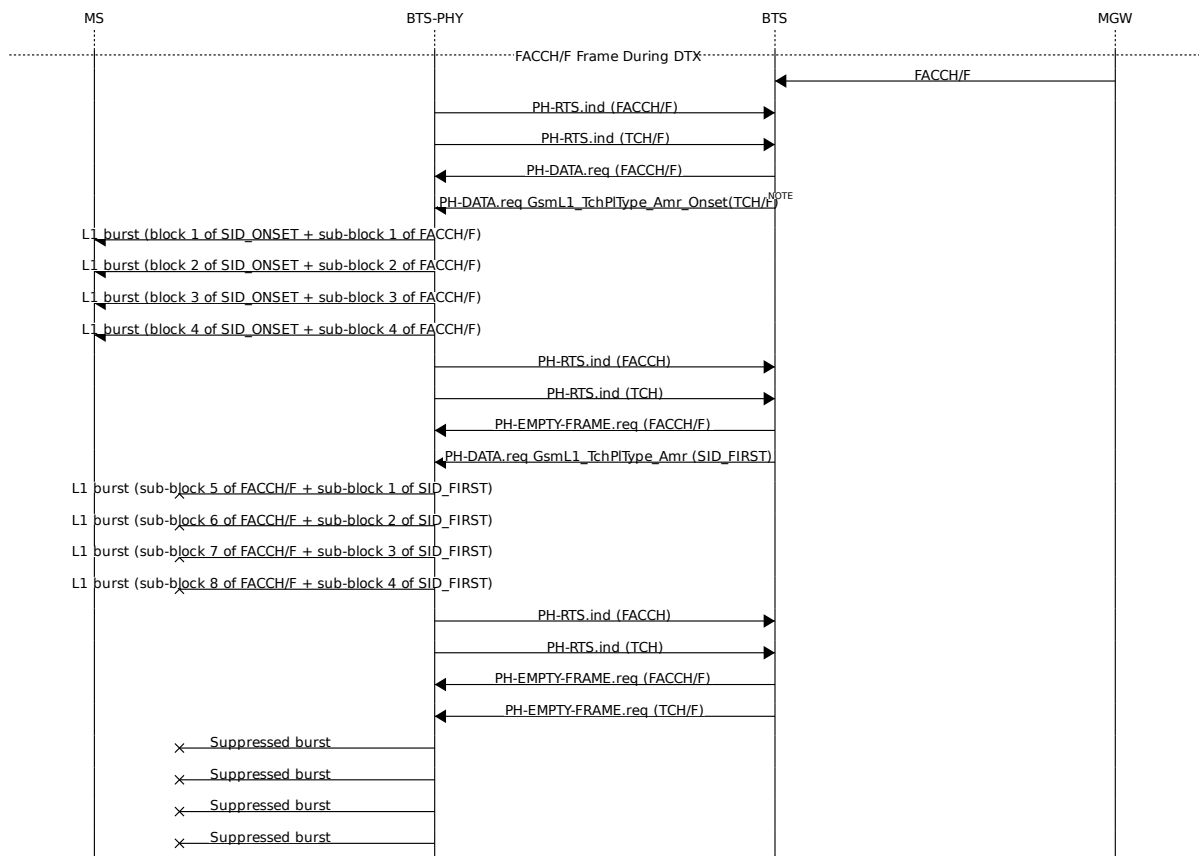 MS BTS-PHY BTS MGW
FACCH/F Frame During DTX
FACCH/F
PH-RTS.ind (FACCH/F)
PH-RTS.ind (TCH/F)
PH-DATA.req (FACCH/F)
PH-DATA.req GsmL1_TchPlType_Amr_Onset(TCH/F) NOTE
L1 burst (block 1 of SID_ONSET + sub-block 1 of FACCH/F)
L1 burst (block 2 of SID_ONSET + sub-block 2 of FACCH/F)
L1 burst (block 3 of SID_ONSET + sub-block 3 of FACCH/F)
L1 burst (block 4 of SID_ONSET + sub-block 4 of FACCH/F)
PH-RTS.ind (FACCH)
PH-RTS.ind (TCH)
PH-EMPTY-FRAME.req (FACCH/F)
PH-DATA.req GsmL1_TchPlType_Amr (SID_FIRST)
L1 burst (sub-block 5 of FACCH/F + sub-block 1 of SID_FIRST)
L1 burst (sub-block 6 of FACCH/F + sub-block 2 of SID_FIRST)
L1 burst (sub-block 7 of FACCH/F + sub-block 3 of SID_FIRST)
L1 burst (sub-block 8 of FACCH/F + sub-block 4 of SID_FIRST)
PH-RTS.ind (FACCH)
PH-RTS.ind (TCH)
PH-EMPTY-FRAME.req (FACCH/F)
PH-EMPTY-FRAME.req (TCH/F)
Suppressed burst
Suppressed burst
Suppressed burst
Suppressed burst